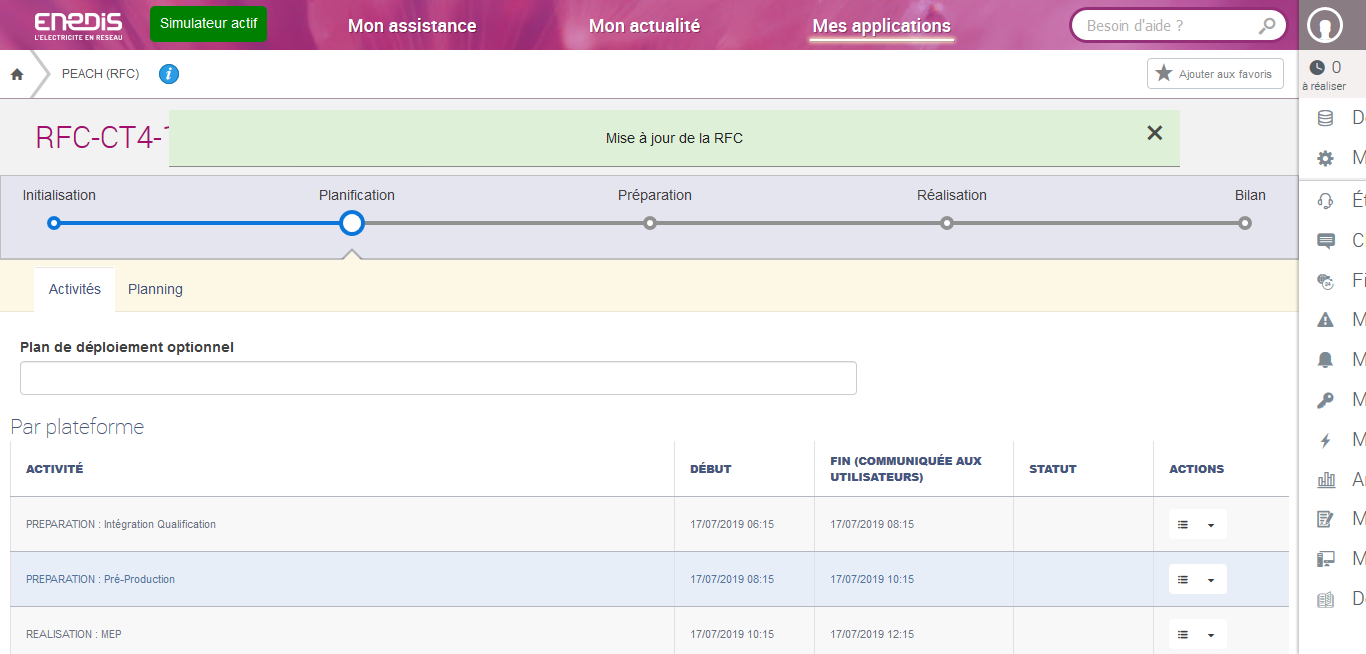 ENEDIS
L'ELECTRICITE EN RESEAU
Simulateur actif
Mon assistance
Mon actualité
Mes applications
Besoin d'aide ?
PEACH (RFC)
i
Ajouter aux favoris
0
à réaliser
RFC-CT4-
Mise à jour de la RFC
Initialisation
Planification
Préparation
Réalisation
Bilan
Activités
Planning
Plan de déploiement optionnel
Par plateforme
ACTIVITÉ
DÉBUT
FIN (COMMUNIQUÉE AUX
UTILISATEURS)
STATUT
ACTIONS
PREPARATION : Intégration Qualification
17/07/2019 06:15
17/07/2019 08:15
PREPARATION : Pré-Production
17/07/2019 08:15
17/07/2019 10:15
REALISATION : MEP
17/07/2019 10:15
17/07/2019 12:15